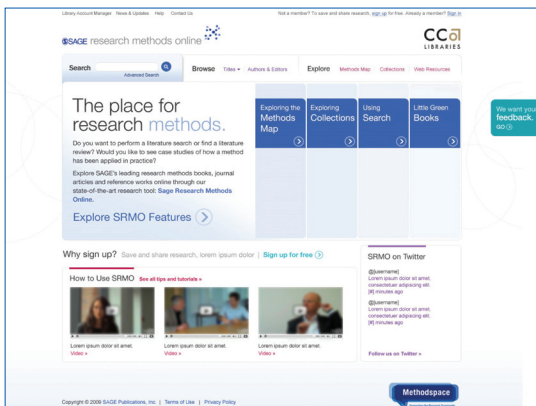 Library Account Manager News & Updates Help Contact Us
Not a member? To save and share research, sign up for free. Already a member? Sign in
SAGE research methods online
CCA
LIBRARIES
Search
Advanced Search
Browse Titles Authors & Editors
Explore Methods Map Collections Web Resources
The place for
research methods.
Do you want to perform a literature search or find a literature
review? Would you like to see case studies of how a method
has been applied in practice?
Explore SAGE's leading research methods books, journal
articles and reference works online through our
state-of-the-art research tool: Sage Research Methods
Online.
Explore SRMO Features
Exploring the
Methods
Map
Exploring
Collections
Using
Search
Little Green
Books
We want your
feedback.
GO
Why sign up? Save and share research, lorem ipsum dolor | Sign up for free
How to Use SRMO See all tips and tutorials »
Lorem ipsum dolor sit amet.
Video »
Lorem ipsum dolor sit amet.
Video »
Lorem ipsum dolor sit amet.
Video »
SRMO on Twitter
@[username]
Lorem ipsum dolor sit amet,
consectetuer adipiscing elit.
[#] minutes ago
@[username]
Lorem ipsum dolor sit amet,
consectetuer adipiscing elit.
[#] minutes ago
Follow us on Twitter »
Methodspace
Copyright © 2009 SAGE Publications, Inc. | Terms of Use | Privacy Policy